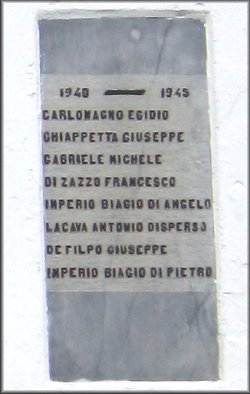 1940 — 1945
CARLOMAGNO EGIDIO
CHIAPPETTA GIUSEPPE
GABRIELE MICHELE
DI ZAZZO FRANCESCO
IMPERIO BIAGIO DI ANGELO
LACAVA ANTONIO DISPERSO
DE FILPO GIUSEPPE
IMPERIO BIAGIO DI PIETRO